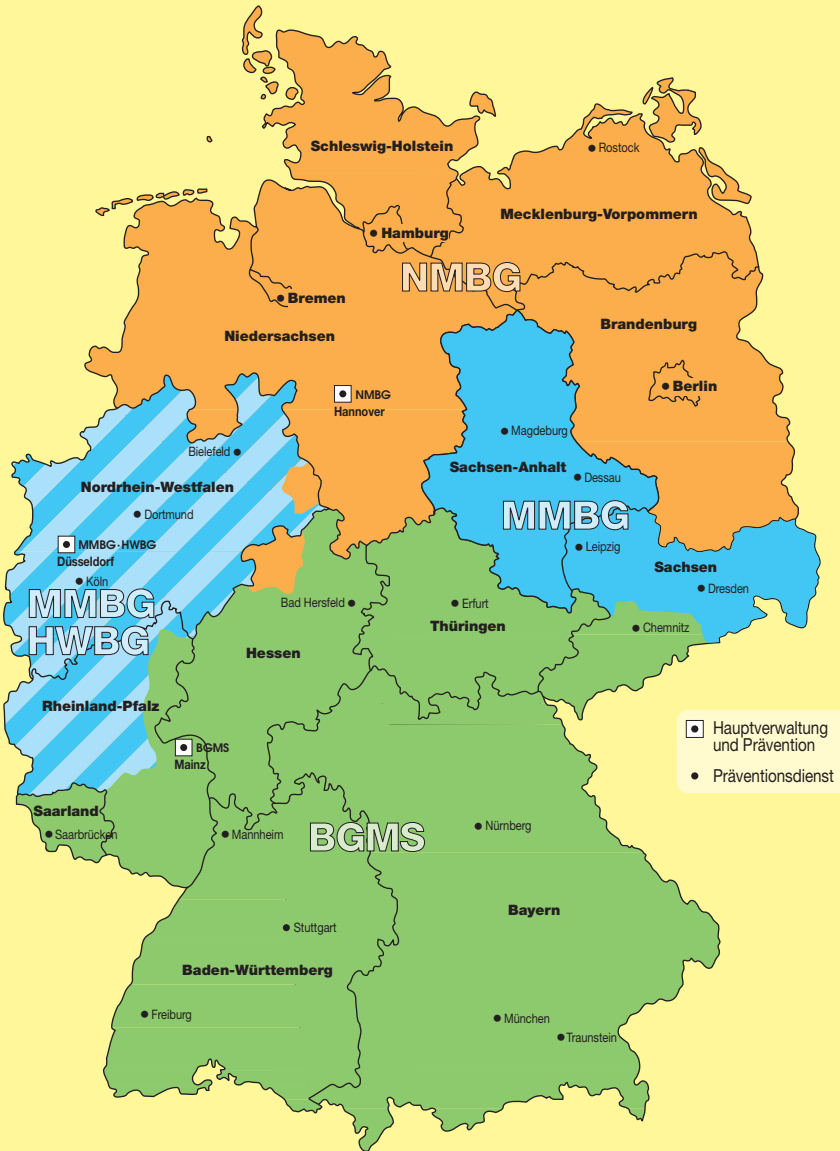 Schleswig-Holstein
Rostock
Mecklenburg-Vorpommern
Hamburg
NMBG
Bremen
Niedersachsen
Brandenburg
Berlin
NMBG
Hannover
Magdeburg
Bielefeld
Sachsen-Anhalt
Dessau
Nordrhein-Westfalen
Dortmund
MMBG
MMBG·HWBG
Düsseldorf
Leipzig
Sachsen
Köln
Dresden
MMBG
HWBG
Bad Hersfeld
Erfurt
Thüringen
Chemnitz
Hessen
Rheinland-Pfalz
BGMS
Mainz
Hauptverwaltung
und Prävention
Präventionsdienst
Saarland
Saarbrücken
Mannheim
BGMS
Nürnberg
Bayern
Stuttgart
Baden-Württemberg
Freiburg
München
Traunstein